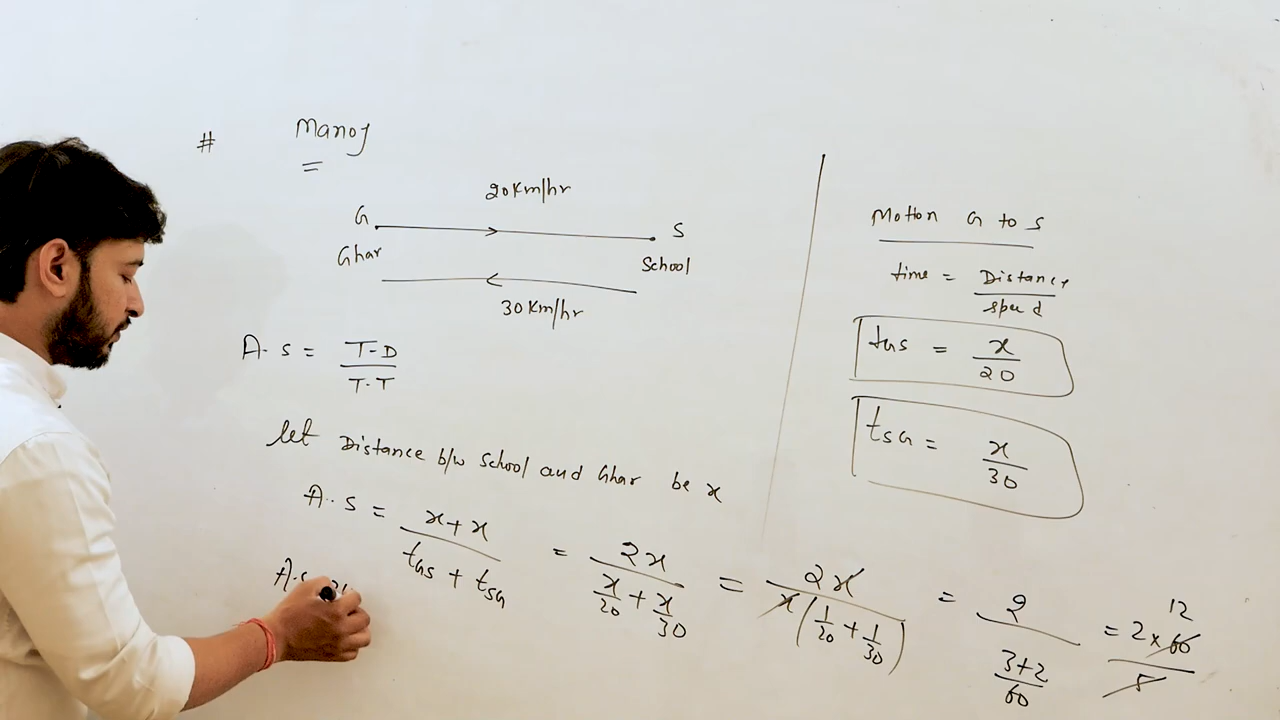 # Manoj
=
20 Km/hr
G S
Ghar School
30 Km/hr
A.S = T-D / T-T
let Distance b/w School and Ghar be x
A.S = x+x / tGS + tSG = 2x / (x/20 + x/30) = 2x / x(1/20 + 1/30) = 2 / (3+2 / 60) = 2 × 60 / 5
12
A.S
Motion G to S
time = Distance / speed
tGS = x / 20
tSG = x / 30